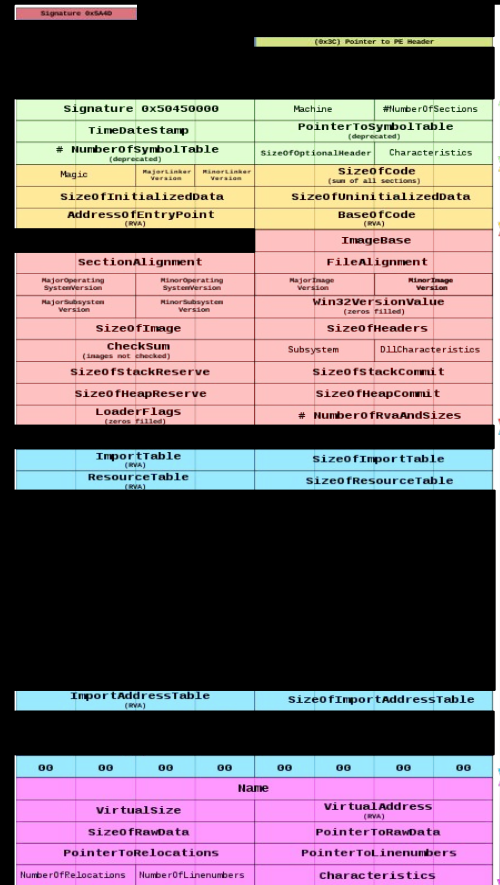 Signature 0x5A4D
(0x3C) Pointer to PE Header
Signature 0x50450000 Machine #NumberOfSections
TimeDateStamp PointerToSymbolTable
(deprecated)
# NumberOfSymbolTable SizeOfOptionalHeader Characteristics
(deprecated)
Magic MajorLinker Version MinorLinker Version SizeOfCode
(sum of all sections)
SizeOfInitializedData SizeOfUninitializedData
AddressOfEntryPoint BaseOfCode
(RVA) (RVA)
ImageBase
SectionAlignment FileAlignment
MajorOperating MinorOperating MajorImage MinorImage
SystemVersion SystemVersion Version Version
MajorSubsystem MinorSubsystem Win32VersionValue
Version Version (zeros filled)
SizeOfImage SizeOfHeaders
CheckSum Subsystem DllCharacteristics
(images not checked)
SizeOfStackReserve SizeOfStackCommit
SizeOfHeapReserve SizeOfHeapCommit
LoaderFlags # NumberOfRvaAndSizes
(zeros filled)
ImportTable SizeOfImportTable
(RVA)
ResourceTable SizeOfResourceTable
(RVA)
ImportAddressTable SizeOfImportAddressTable
(RVA)
00 00 00 00 00 00 00 00
Name
VirtualSize VirtualAddress
(RVA)
SizeOfRawData PointerToRawData
PointerToRelocations PointerToLinenumbers
NumberOfRelocations NumberOfLinenumbers Characteristics